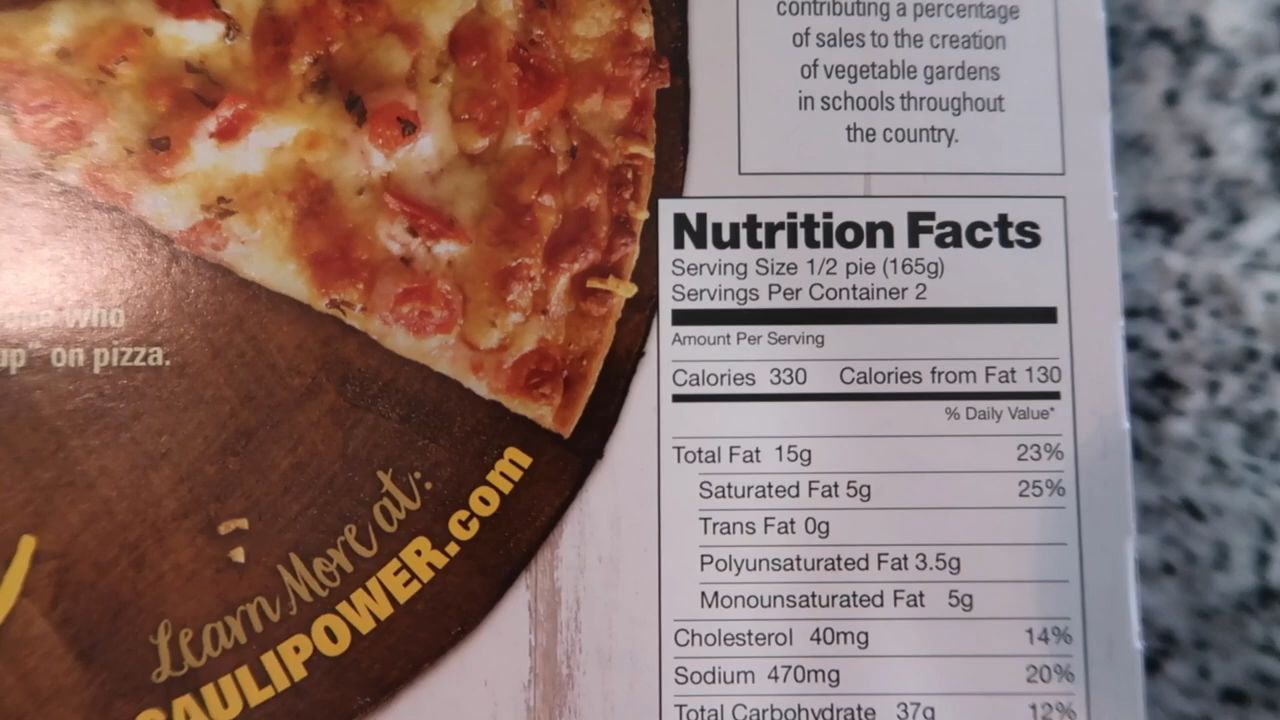 contributing a percentage
of sales to the creation
of vegetable gardens
in schools throughout
the country.
who
up" on pizza.
Learn More at:
CAULIPOWER.com
Nutrition Facts
Serving Size 1/2 pie (165g)
Servings Per Container 2
Amount Per Serving
Calories 330 Calories from Fat 130
% Daily Value*
Total Fat 15g 23%
Saturated Fat 5g 25%
Trans Fat 0g
Polyunsaturated Fat 3.5g
Monounsaturated Fat 5g
Cholesterol 40mg 14%
Sodium 470mg 20%
Total Carbohydrate 37g 12%